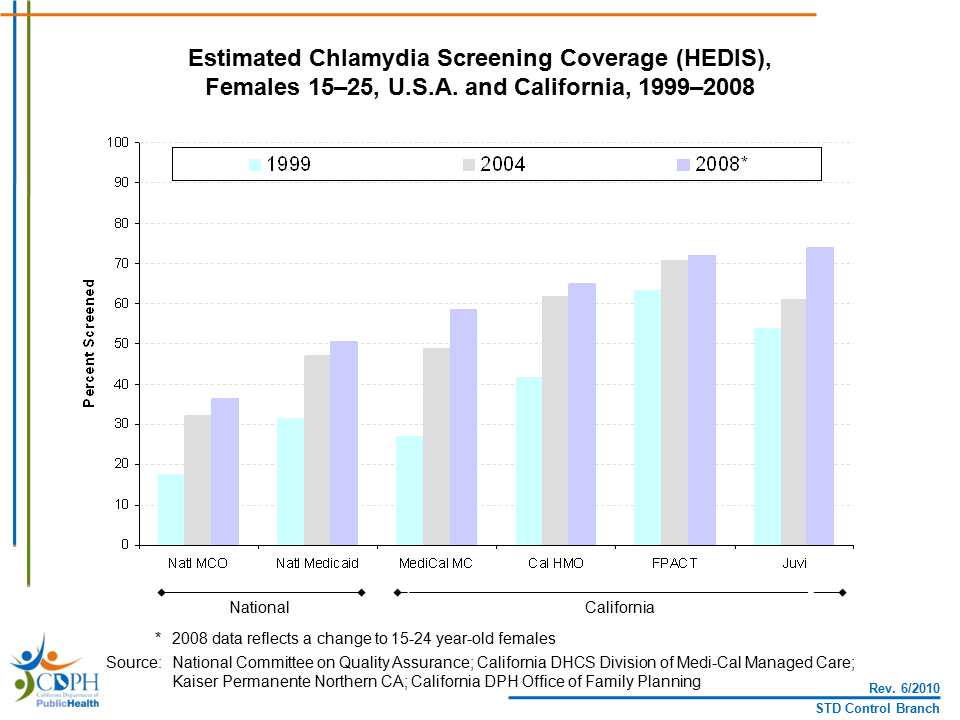 Estimated Chlamydia Screening Coverage (HEDIS),
Females 15–25, U.S.A. and California, 1999–2008
1999 2004 2008*
Percent Screened
100
90
80
70
60
50
40
30
20
10
0
Natl MCO Natl Medicaid MediCal MC Cal HMO FPACT Juvi
National California
* 2008 data reflects a change to 15-24 year-old females
Source: National Committee on Quality Assurance; California DHCS Division of Medi-Cal Managed Care;
Kaiser Permanente Northern CA; California DPH Office of Family Planning
CDPH
California Department of
PublicHealth
Rev. 6/2010
STD Control Branch